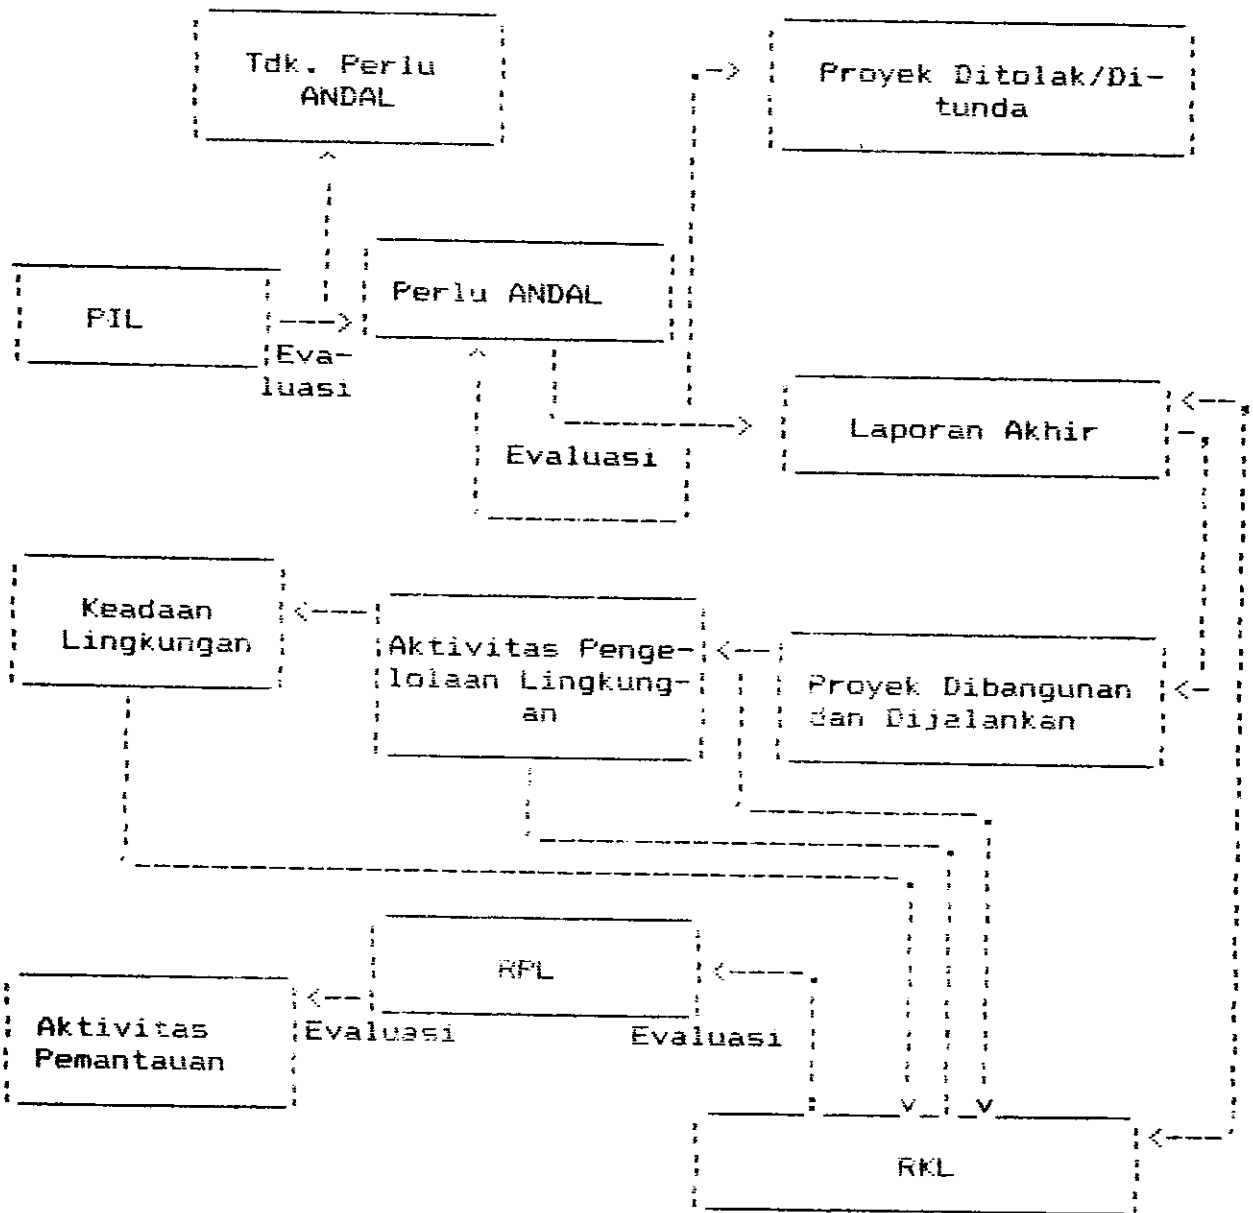 Tdk. Perlu
ANDAL
Proyek Ditolak/Di-
tunda
PIL
Perlu ANDAL
Eva-
luasi
Laporan Akhir
Evaluasi
Keadaan
Lingkungan
Aktivitas Penge-
lolaan Lingkung-
an
Proyek Dibangunan
dan Dijalankan
RPL
Evaluasi
Evaluasi
Aktivitas
Pemantauan
RKL